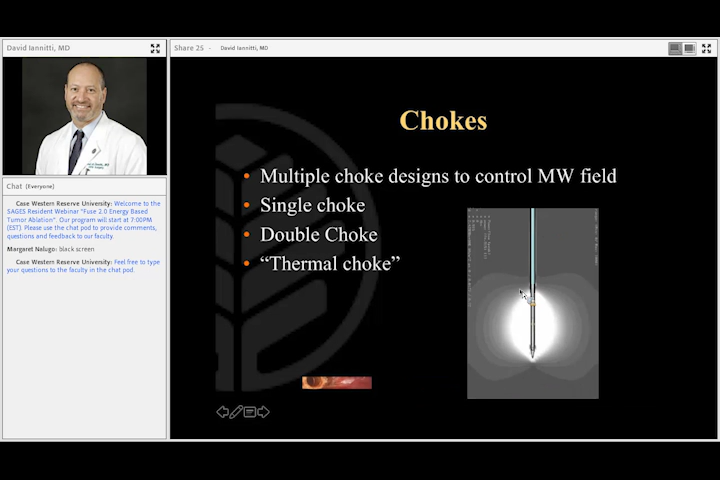 David Iannitti, MD
Share 25 - David Iannitti, MD
Chat (Everyone)
Case Western Reserve University: Welcome to the
SAGES Resident Webinar "Fuse 2.0 Energy Based
Tumor Ablation". Our program will start at 7:00PM
(EST). Please use the chat pod to provide comments,
questions and feedback to our faculty.
Margaret Nalugo: black screen
Case Western Reserve University: Feel free to type
your questions to the faculty in the chat pod.
Chokes
• Multiple choke designs to control MW field
• Single choke
• Double Choke
• “Thermal choke”